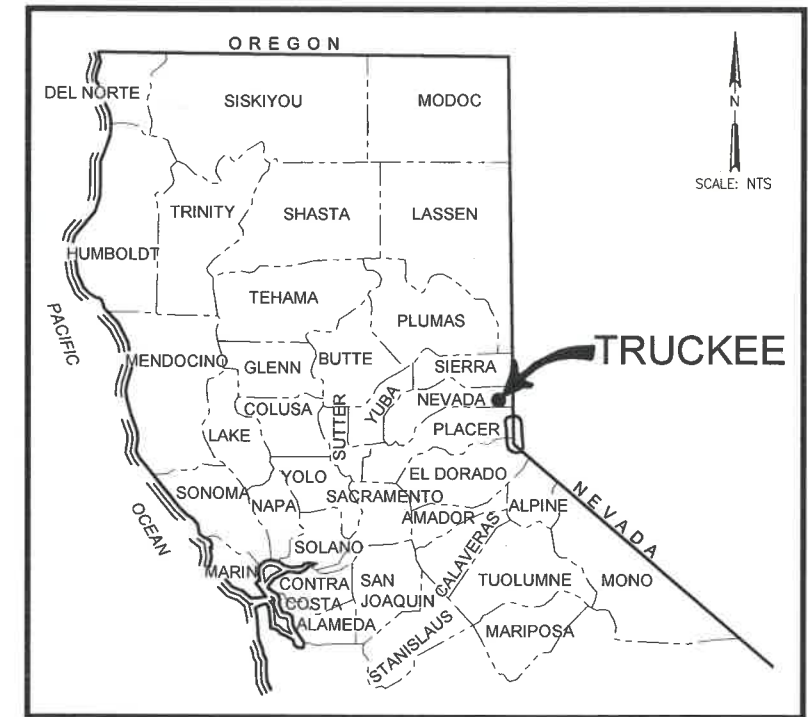 OREGON
DEL NORTE
SISKIYOU
MODOC
N
SCALE: NTS
TRINITY
SHASTA
LASSEN
HUMBOLDT
TEHAMA
PLUMAS
PACIFIC
TRUCKEE
MENDOCINO
GLENN
BUTTE
SIERRA
YUBA
NEVADA
COLUSA
SUTTER
PLACER
LAKE
YOLO
EL DORADO
NEVADA
SONOMA
NAPA
SACRAMENTO
ALPINE
OCEAN
AMADOR
SOLANO
CALAVERAS
MARIN
CONTRA
COSTA
SAN
JOAQUIN
TUOLUMNE
MONO
ALAMEDA
STANISLAUS
MARIPOSA